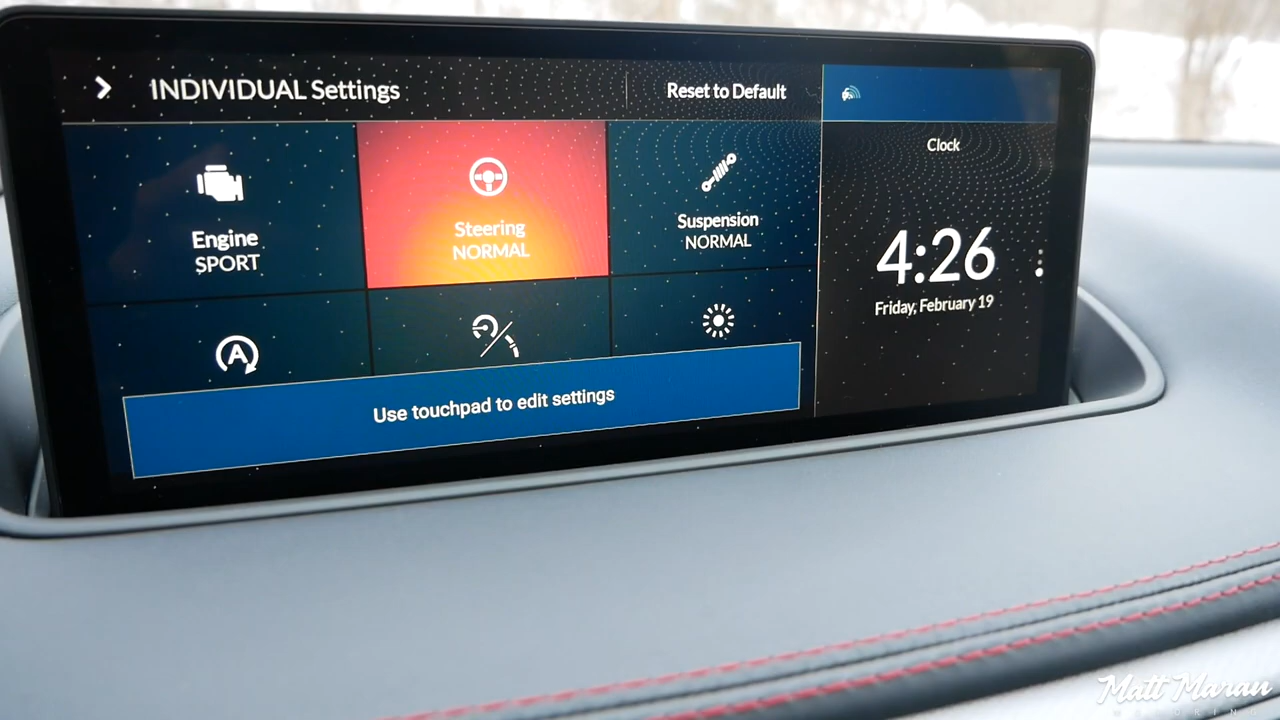 INDIVIDUAL Settings
Reset to Default
Engine
SPORT
Steering
NORMAL
Suspension
NORMAL
A
Use touchpad to edit settings
Clock
4:26
Friday, February 19
Matt Maran
MOTORING